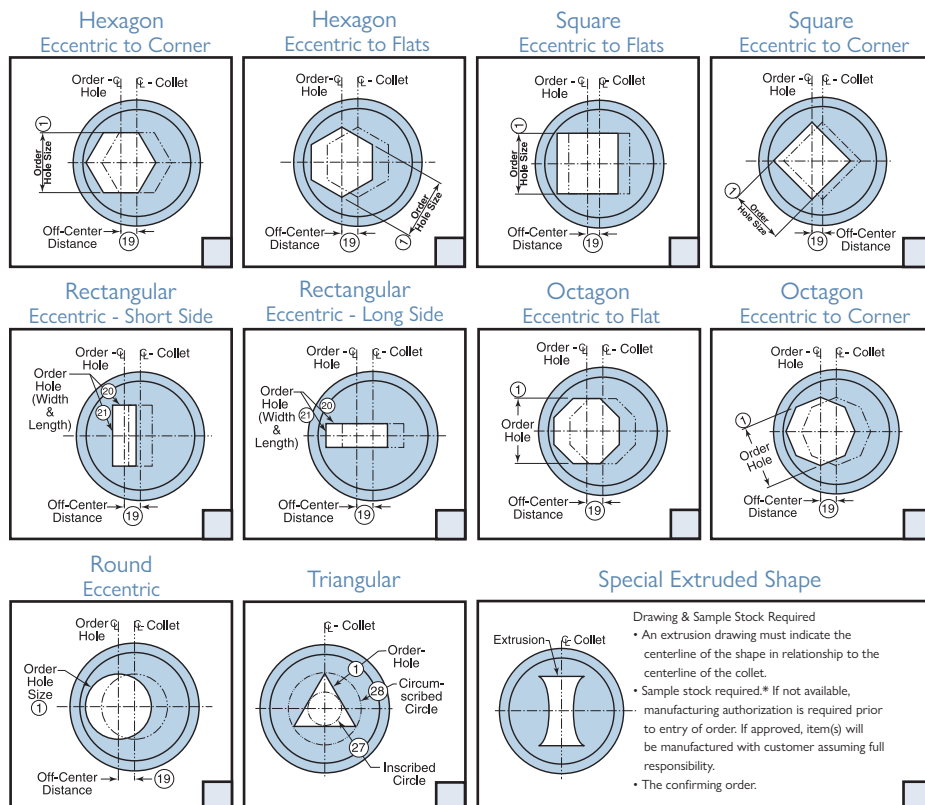 Hexagon
Eccentric to Corner
Order - ℄
Hole
℄ - Collet
1
Order
Hole Size
Off-Center
Distance
19
Hexagon
Eccentric to Flats
Order- ℄
Hole
℄ - Collet
Order
Hole Size
1
Off-Center
Distance
19
Square
Eccentric to Flats
Order - ℄
Hole
℄ - Collet
1
Order
Hole Size
Off-Center
Distance
19
Square
Eccentric to Corner
Order - ℄
Hole
℄ - Collet
1
Order
Hole Size
Off-Center
Distance
19
Rectangular
Eccentric - Short Side
Order - ℄
Hole
℄ - Collet
Order
Hole
(Width
&
Length)
20
21
Off-Center
Distance
19
Rectangular
Eccentric - Long Side
Order - ℄
Hole
℄ - Collet
Order
Hole
(Width
&
Length)
20
21
Off-Center
Distance
19
Octagon
Eccentric to Flat
Order - ℄
Hole
℄ - Collet
1
Order
Hole
Off-Center
Distance
19
Octagon
Eccentric to Corner
Order - ℄
Hole
℄ - Collet
1
Order
Hole
Off-Center
Distance
19
Round
Eccentric
Order ℄
Hole
℄ - Collet
Order
Hole
Size
1
Off-Center
Distance
19
Triangular
℄ - Collet
Order-
Hole
1
28
Circum-
scribed
Circle
27
Inscribed
Circle
Special Extruded Shape
Extrusion
℄ - Collet
Drawing & Sample Stock Required
• An extrusion drawing must indicate the
centerline of the shape in relationship to the
centerline of the collet.
• Sample stock required.* If not available,
manufacturing authorization is required prior
to entry of order. If approved, item(s) will
be manufactured with customer assuming full
responsibility.
• The confirming order.